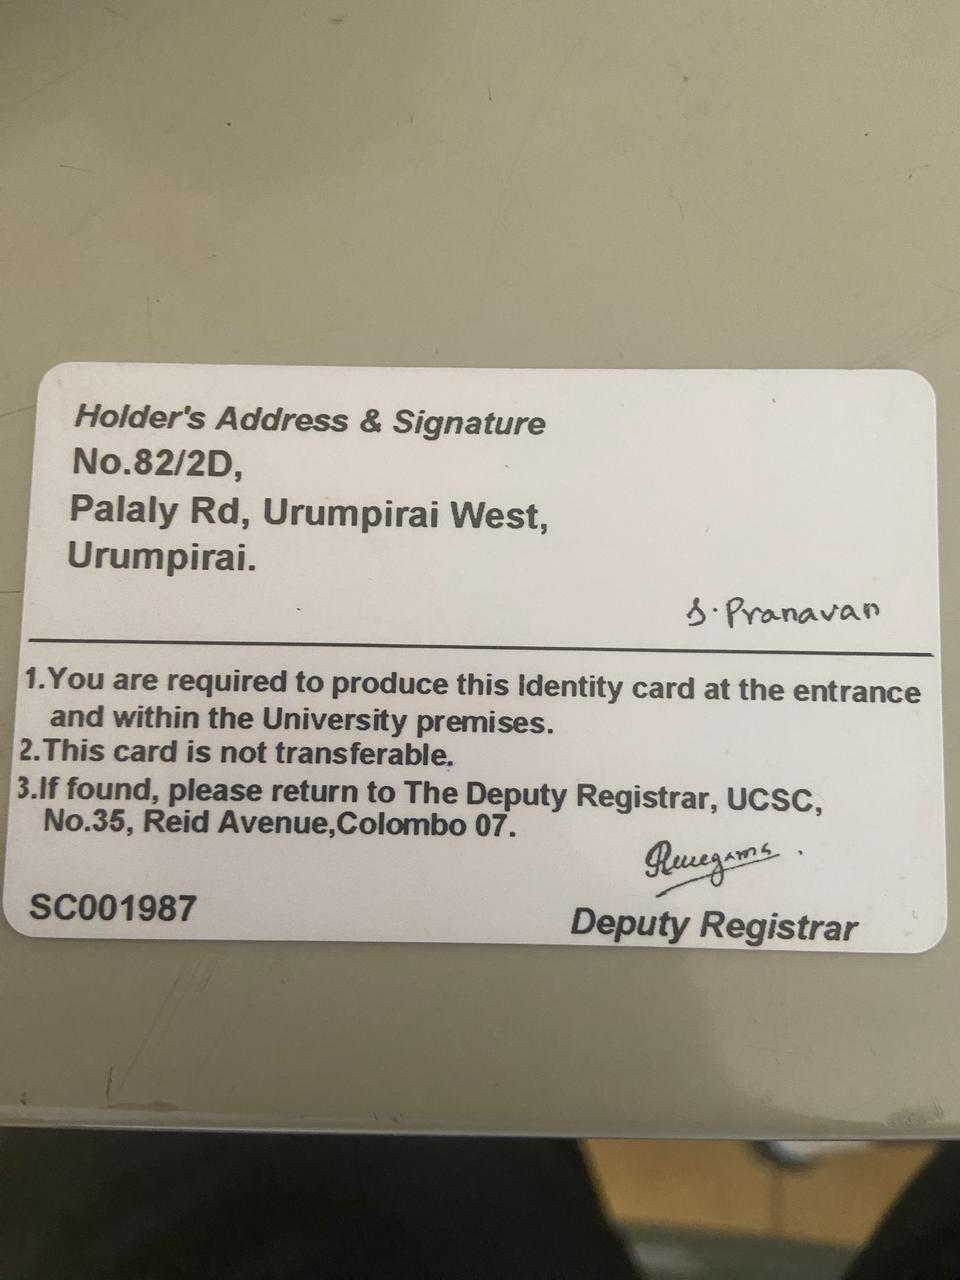 Holder's Address & Signature
No.82/2D,
Palaly Rd, Urumpirai West,
Urumpirai.
S. Pranavan
1.You are required to produce this Identity card at the entrance
and within the University premises.
2.This card is not transferable.
3.If found, please return to The Deputy Registrar, UCSC,
No.35, Reid Avenue,Colombo 07.
SC001987
Deputy Registrar